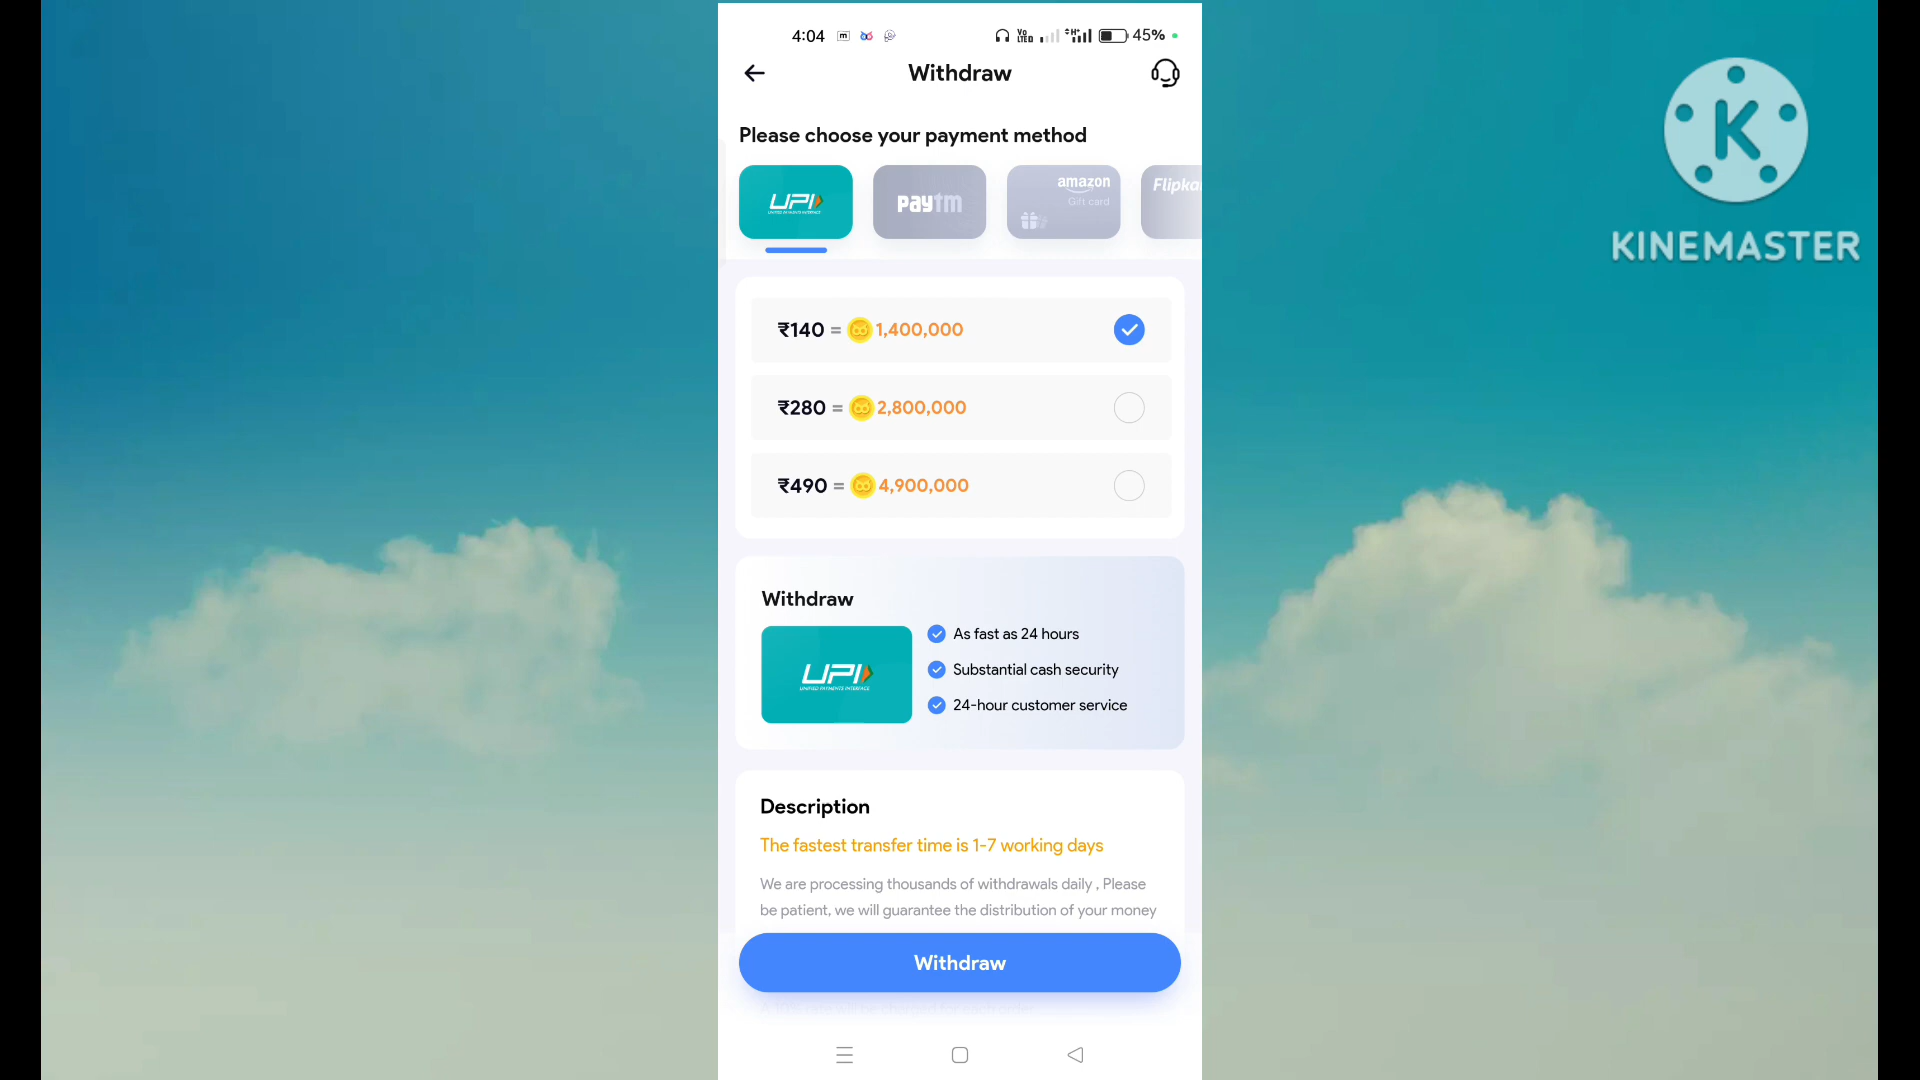 4:04
Vo
LTED
H+
45%
Withdraw
Please choose your payment method
UPI
UNIFIED PAYMENTS INTERFACE
paytm
amazon
Gift card
Flipka
₹140 = 1,400,000
₹280 = 2,800,000
₹490 = 4,900,000
Withdraw
UPI
UNIFIED PAYMENTS INTERFACE
As fast as 24 hours
Substantial cash security
24-hour customer service
Description
The fastest transfer time is 1-7 working days
We are processing thousands of withdrawals daily , Please
be patient, we will guarantee the distribution of your money
Withdraw
K
KINEMASTER